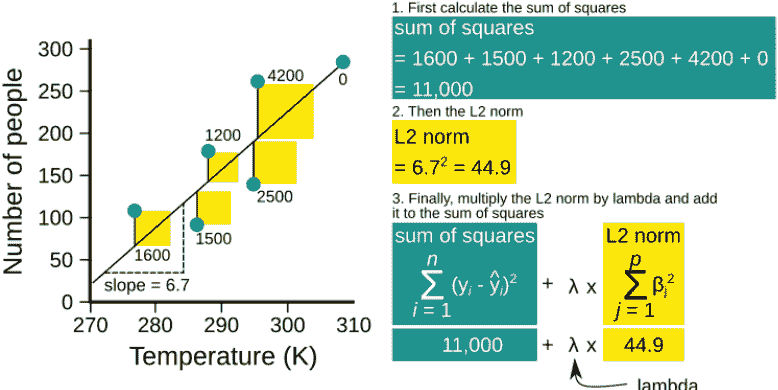 1. First calculate the sum of squares
sum of squares
= 1600 + 1500 + 1200 + 2500 + 4200 + 0
= 11,000
2. Then the L2 norm
L2 norm
= 6.7² = 44.9
3. Finally, multiply the L2 norm by lambda and add
it to the sum of squares
sum of squares
n
∑ (yᵢ - ŷᵢ)²
i = 1
+ λ x
L2 norm
p
∑ βᵢ²
j = 1
11,000 + λ x 44.9
lambda
Number of people
300
250
200
150
100
50
0
4200
0
1200
2500
1500
1600
slope = 6.7
270
280
290
300
310
Temperature (K)